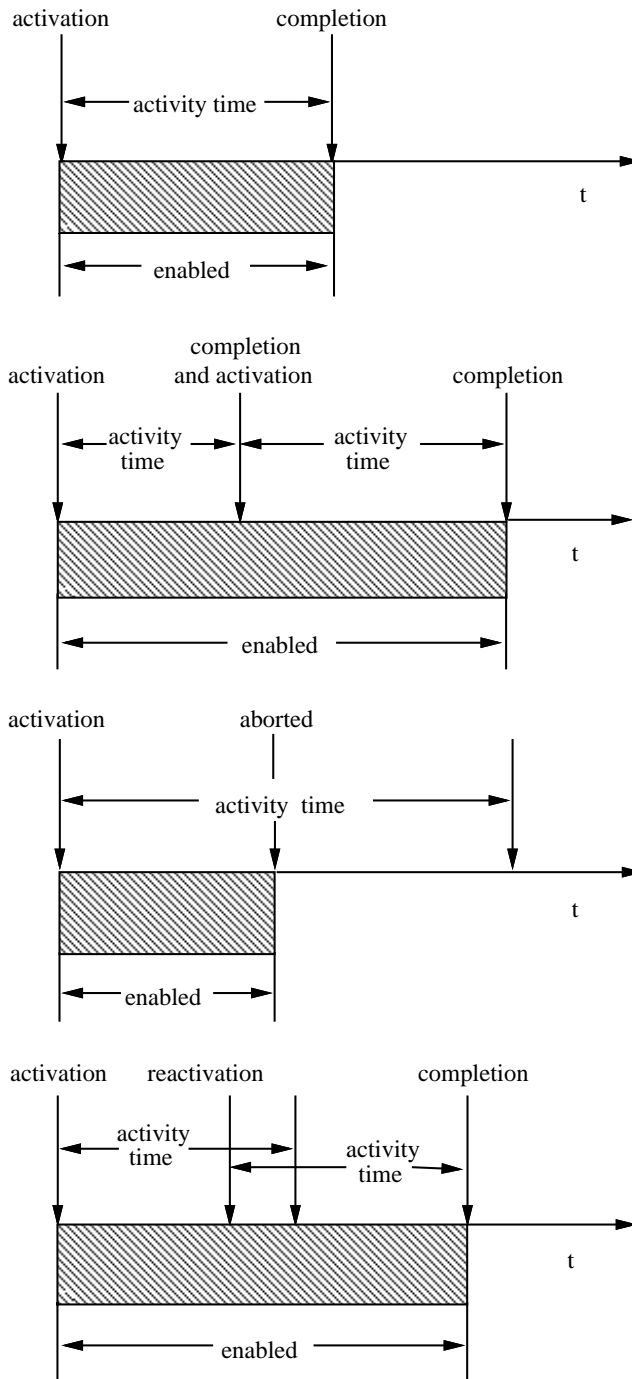 activation completion
activity time
t
enabled
completion
activation and activation completion
activity activity
time time
t
enabled
activation aborted
activity time
t
enabled
activation reactivation completion
activity activity
time time
t
enabled